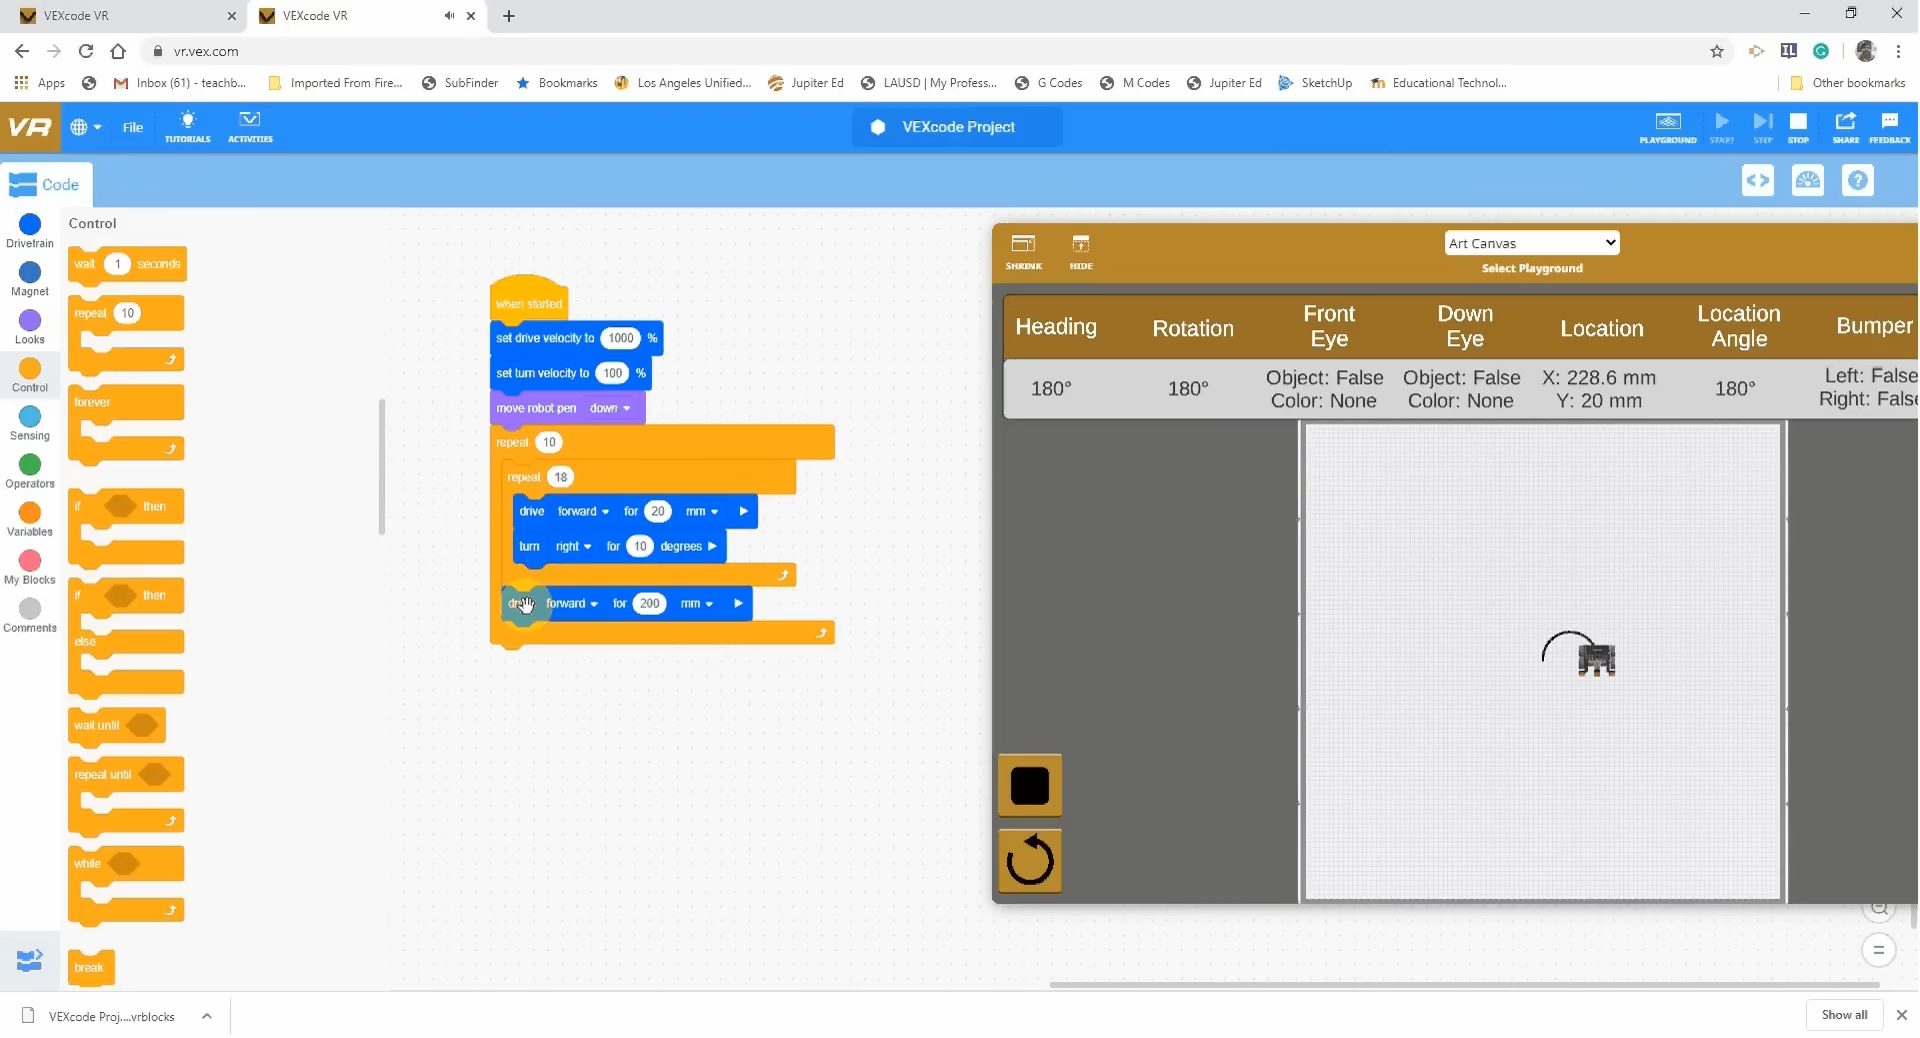 VEXcode VR
VEXcode VR
vr.vex.com
IL
Apps
Inbox (61) - teachb...
Imported From Fire...
SubFinder
Bookmarks
Los Angeles Unified...
Jupiter Ed
LAUSD | My Profess...
G Codes
M Codes
Jupiter Ed
SketchUp
Educational Technol...
Other bookmarks
VR
File
TUTORIALS
ACTIVITIES
VEXcode Project
PLAYGROUND
START
STEP
STOP
SHARE
FEEDBACK
Code
Drivetrain
Magnet
Looks
Control
Sensing
Operators
Variables
My Blocks
Comments
Control
wait 1 seconds
repeat 10
forever
if then
if then
else
wait until
repeat until
while
break
when started
set drive velocity to 1000 %
set turn velocity to 100 %
move robot pen down
repeat 10
repeat 18
drive forward for 20 mm
turn right for 10 degrees
forward for 200 mm
SHRINK
HIDE
Art Canvas
Select Playground
Heading
Rotation
Front
Eye
Down
Eye
Location
Location
Angle
Bumper
180°
180°
Object: False
Color: None
Object: False
Color: None
X: 228.6 mm
Y: 20 mm
180°
Left: False
Right: False
VEXcode Proj....vrblocks
Show all